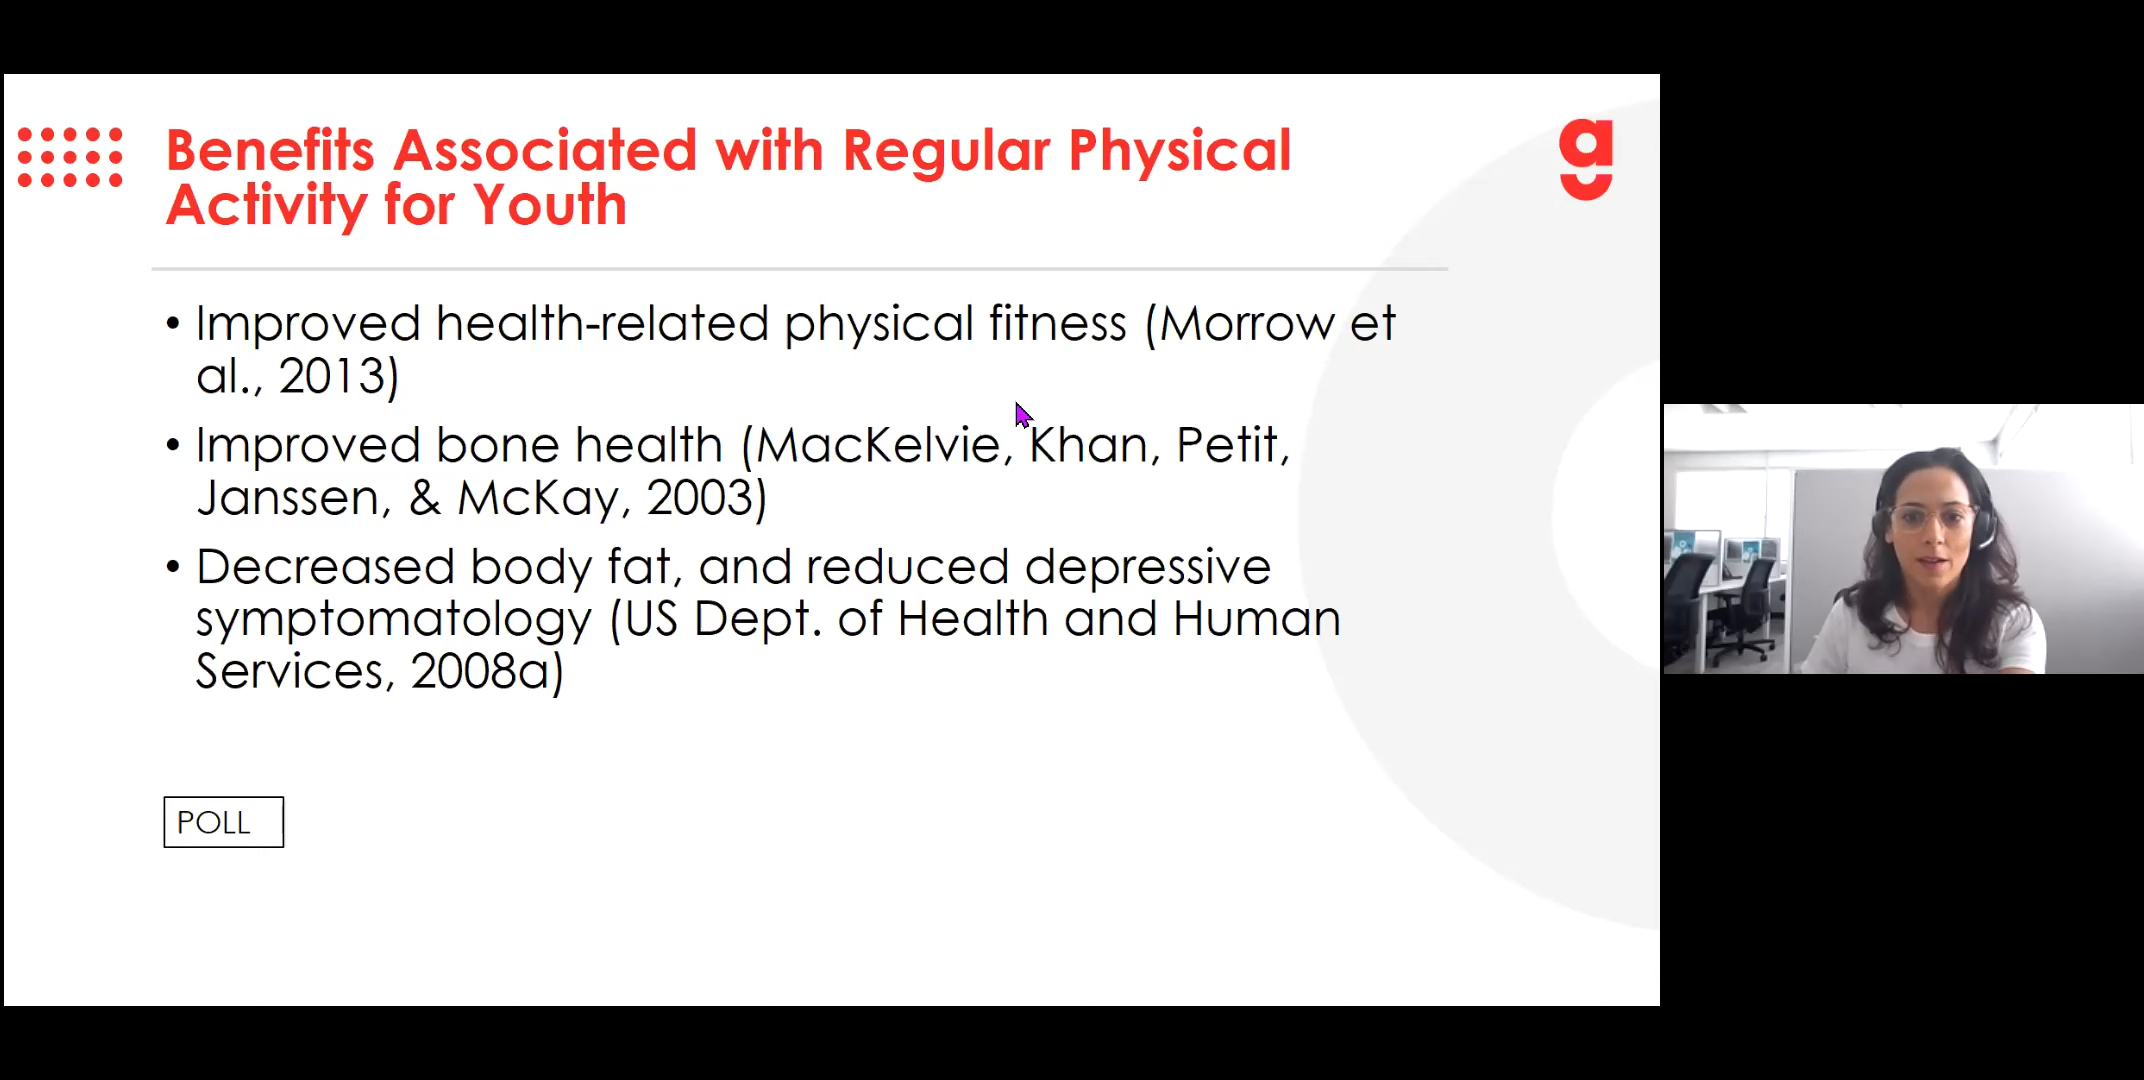 Benefits Associated with Regular Physical
Activity for Youth
• Improved health-related physical fitness (Morrow et
al., 2013)
• Improved bone health (MacKelvie, Khan, Petit,
Janssen, & McKay, 2003)
• Decreased body fat, and reduced depressive
symptomatology (US Dept. of Health and Human
Services, 2008a)
POLL